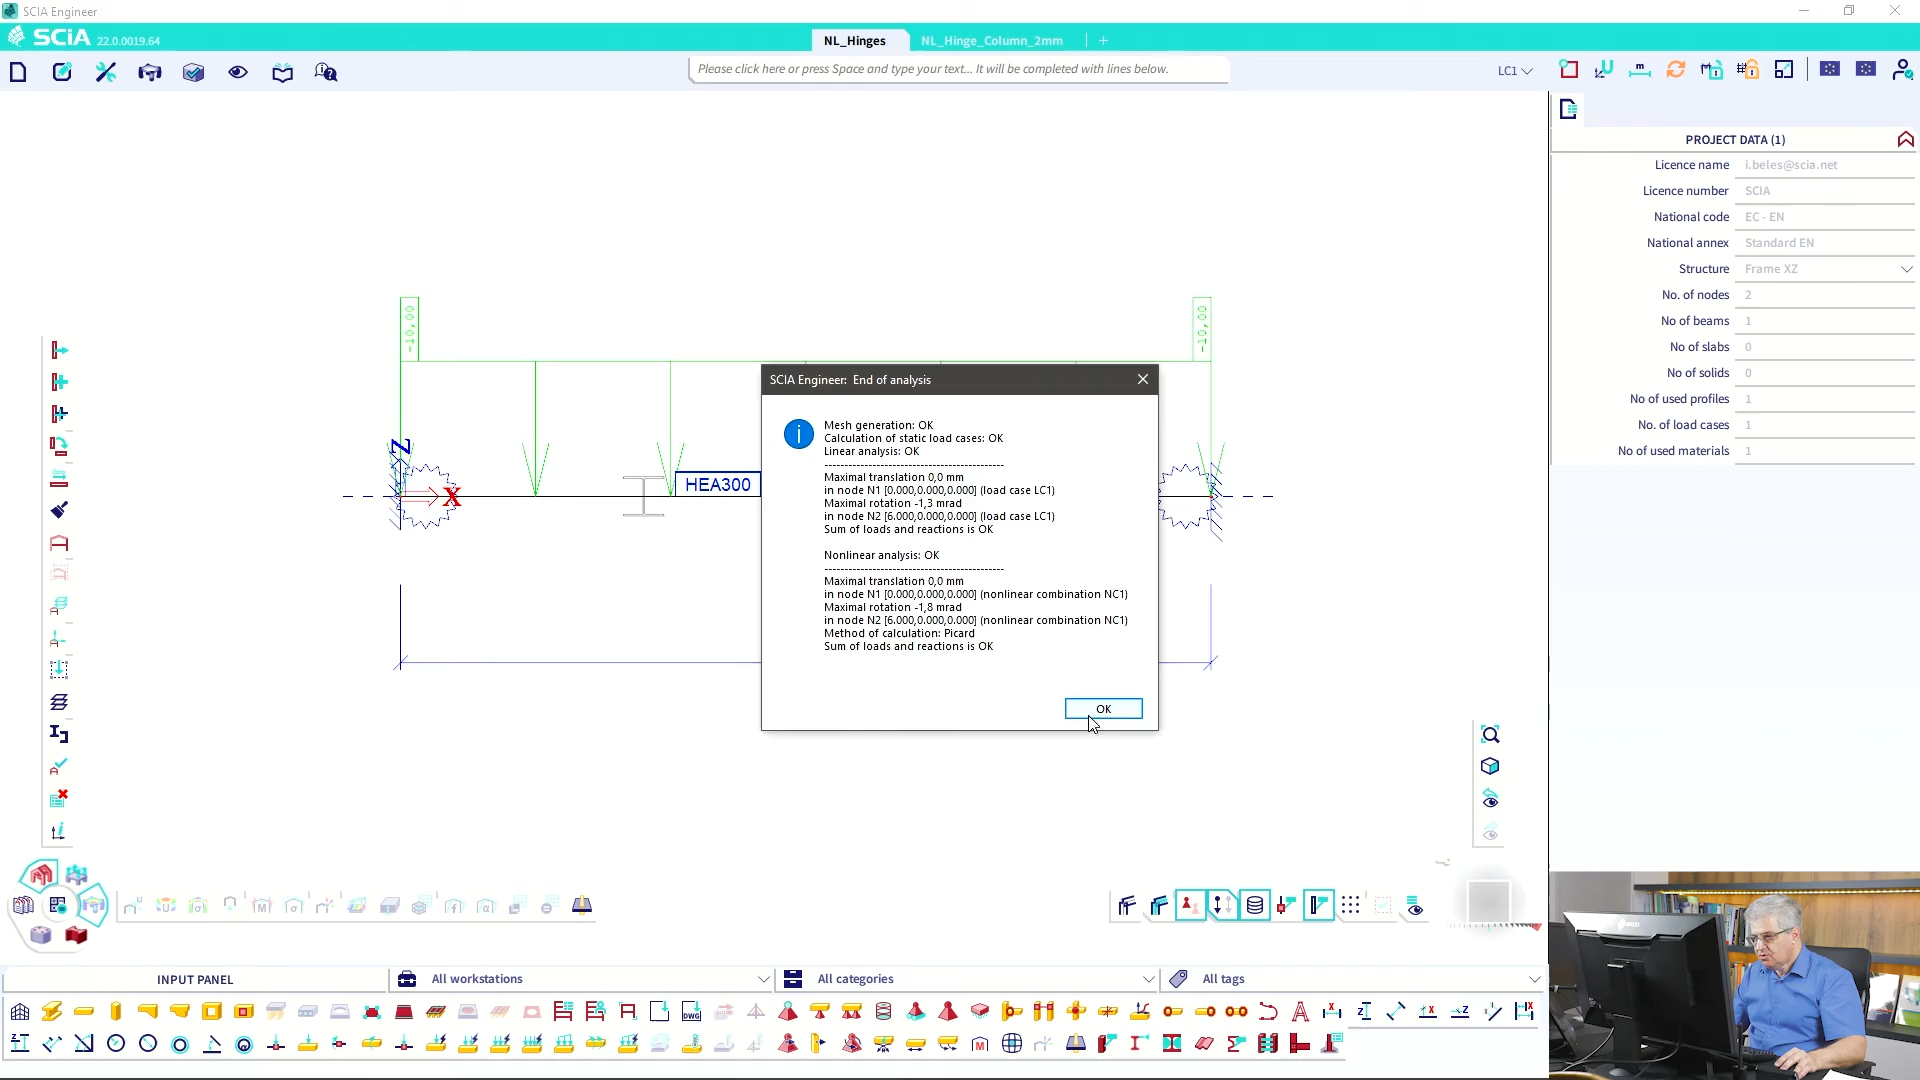 SCIA Engineer
SCIA 22.0.0019.64
NL_Hinges
NL_Hinge_Column_2mm
Please click here or press Space and type your text... It will be completed with lines below.
LC1
PROJECT DATA (1)
Licence name i.beles@scia.net
Licence number SCIA
National code EC - EN
National annex Standard EN
Structure Frame XZ
No. of nodes 2
No of beams 1
No of slabs 0
No of solids 0
No of used profiles 1
No. of load cases 1
No of used materials 1
-10,00
-10,00
Z
X
HEA300
SCIA Engineer: End of analysis
Mesh generation: OK
Calculation of static load cases: OK
Linear analysis: OK
---------------------------------------------
Maximal translation 0,0 mm
in node N1 [0.000,0.000,0.000] (load case LC1)
Maximal rotation -1,3 mrad
in node N2 [6.000,0.000,0.000] (load case LC1)
Sum of loads and reactions is OK
Nonlinear analysis: OK
---------------------------------------------
Maximal translation 0,0 mm
in node N1 [0.000,0.000,0.000] (nonlinear combination NC1)
Maximal rotation -1,8 mrad
in node N2 [6.000,0.000,0.000] (nonlinear combination NC1)
Method of calculation: Picard
Sum of loads and reactions is OK
OK
INPUT PANEL
All workstations
All categories
All tags